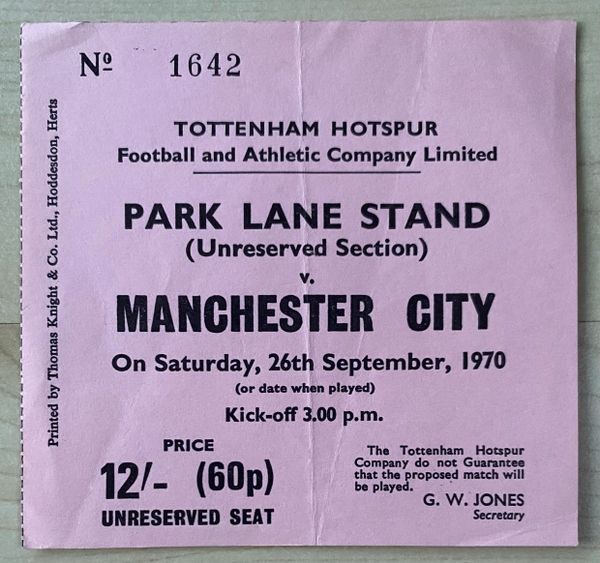 Nº 1642
TOTTENHAM HOTSPUR
Football and Athletic Company Limited
PARK LANE STAND
(Unreserved Section)
v.
MANCHESTER CITY
On Saturday, 26th September, 1970
(or date when played)
Kick-off 3.00 p.m.
PRICE
12/- (60p)
UNRESERVED SEAT
The Tottenham Hotspur
Company do not Guarantee
that the proposed match will
be played.
G. W. JONES
Secretary
Printed by Thomas Knight & Co. Ltd., Hoddesdon, Herts